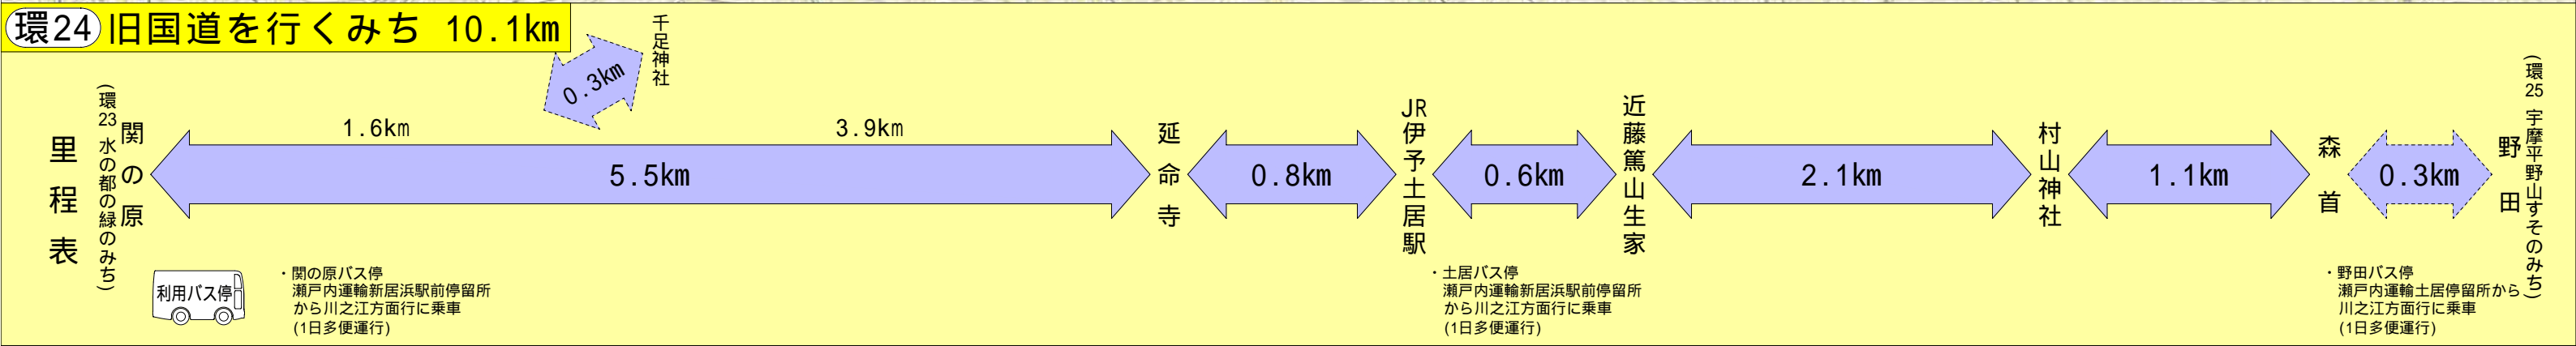 環24 旧国道を行くみち 10.1km
千足神社
0.3km
里程表
(環23 水の都の緑のみち)
関の原
1.6km
3.9km
5.5km
延命寺
0.8km
JR伊予土居駅
0.6km
近藤篤山生家
2.1km
村山神社
1.1km
森首
0.3km
野田
(環25 宇摩平野山すそのみち)
利用バス停
・関の原バス停
瀬戸内運輸新居浜駅前停留所
から川之江方面行に乗車
(1日多便運行)
・土居バス停
瀬戸内運輸新居浜駅前停留所
から川之江方面行に乗車
(1日多便運行)
・野田バス停
瀬戸内運輸土居停留所から
川之江方面行に乗車
(1日多便運行)